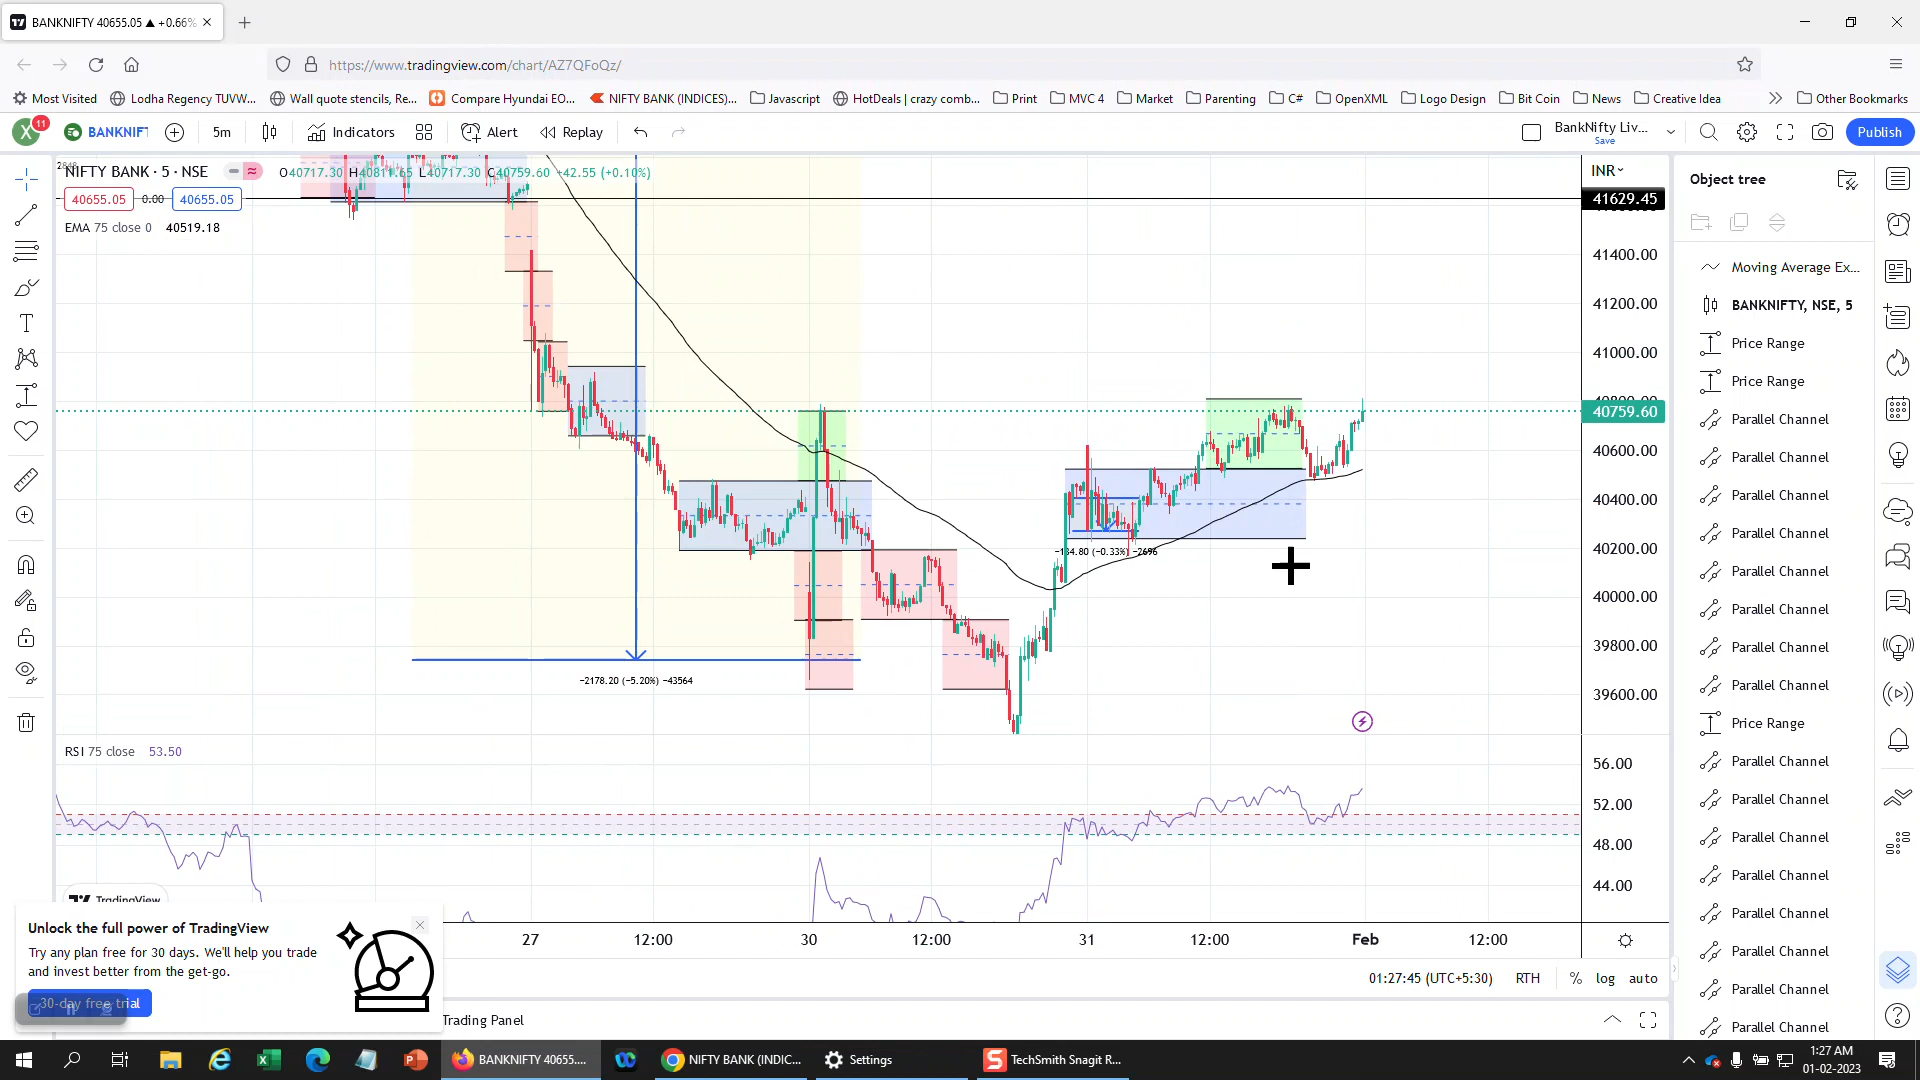 BANKNIFTY 40655.05 ▲ +0.66%
https://www.tradingview.com/chart/AZ7QFoQz/
Most Visited
Lodha Regency TUVW...
Wall quote stencils, Re...
Compare Hyundai EO...
NIFTY BANK (INDICES)...
Javascript
HotDeals | crazy comb...
Print
MVC 4
Market
Parenting
C#
OpenXML
Logo Design
Bit Coin
News
Creative Idea
Other Bookmarks
X
11
BANKNIFT
5m
Indicators
Alert
Replay
BankNifty Liv...
Save
Publish
NIFTY BANK · 5 · NSE
O40717.30 H40811.65 L40717.30 C40759.60 +42.55 (+0.10%)
40655.05 0.00 40655.05
EMA 75 close 0 40519.18
INR
41629.45
41400.00
41200.00
41000.00
40759.60
40600.00
40400.00
40200.00
40000.00
39800.00
39600.00
−184.80 (−0.33%) −2696
−2178.20 (−5.20%) −43564
RSI 75 close 53.50
56.00
52.00
48.00
44.00
TradingView
27
12:00
30
12:00
31
12:00
Feb
12:00
Unlock the full power of TradingView
Try any plan free for 30 days. We'll help you trade
and invest better from the get-go.
30-day free trial
01:27:45 (UTC+5:30)
RTH
%
log
auto
Trading Panel
Object tree
Moving Average Ex...
BANKNIFTY, NSE, 5
Price Range
Price Range
Parallel Channel
Parallel Channel
Parallel Channel
Parallel Channel
Parallel Channel
Parallel Channel
Parallel Channel
Parallel Channel
Price Range
Parallel Channel
Parallel Channel
Parallel Channel
Parallel Channel
Parallel Channel
Parallel Channel
Parallel Channel
Parallel Channel
BANKNIFTY 40655....
NIFTY BANK (INDIC...
Settings
TechSmith Snagit R...
1:27 AM
01-02-2023